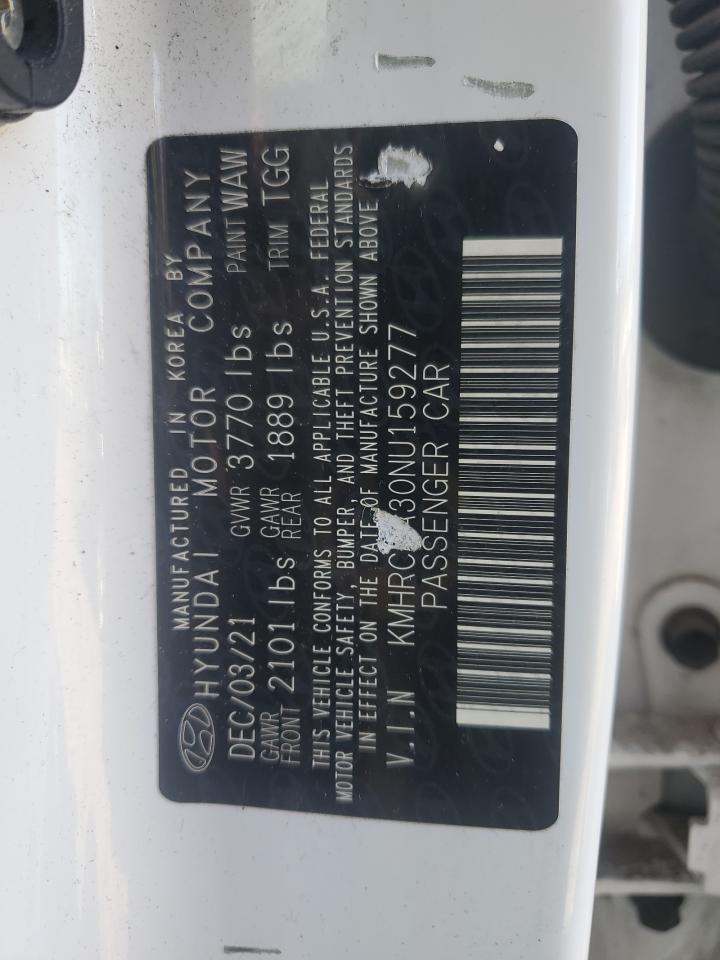 MANUFACTURED IN KOREA BY
HYUNDAI MOTOR COMPANY
DEC/03/21 GVWR 3770 lbs PAINT WAW
GAWR FRONT 2101 lbs GAWR REAR 1889 lbs TRIM TGG
THIS VEHICLE CONFORMS TO ALL APPLICABLE U.S.A. FEDERAL
MOTOR VEHICLE SAFETY, BUMPER, AND THEFT PREVENTION STANDARDS
IN EFFECT ON THE DATE OF MANUFACTURE SHOWN ABOVE
V.I.N KMHRC 30NU159277
PASSENGER CAR